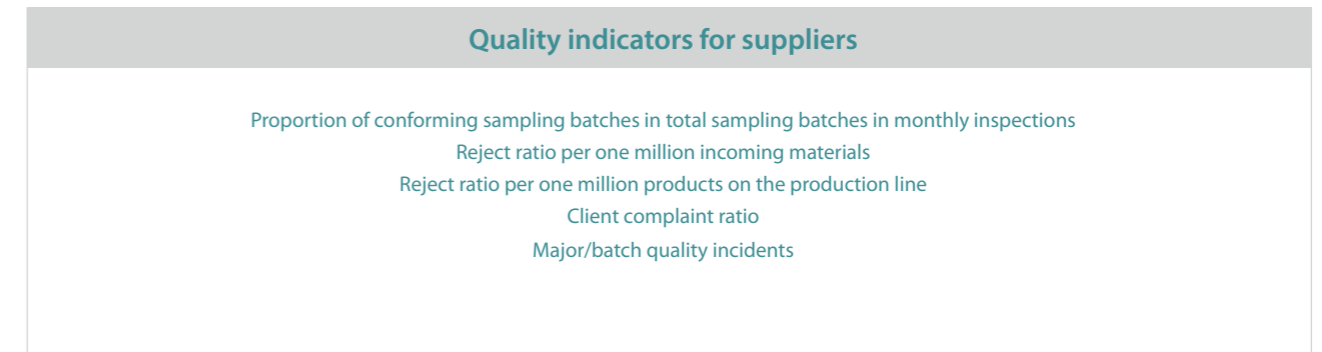 Quality indicators for suppliers
Proportion of conforming sampling batches in total sampling batches in monthly inspections
Reject ratio per one million incoming materials
Reject ratio per one million products on the production line
Client complaint ratio
Major/batch quality incidents